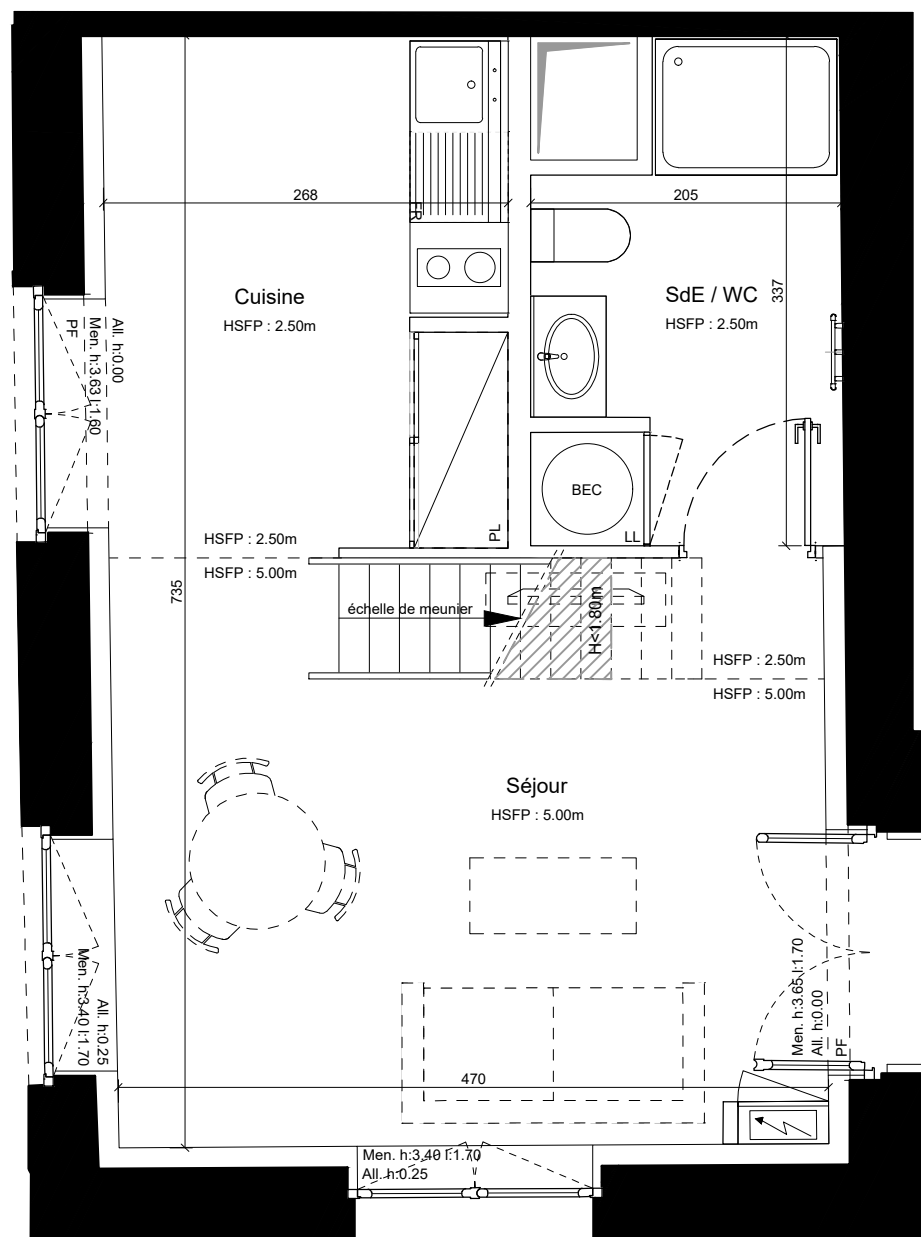 268
205
FR
Cuisine
HSFP : 2.50m
SdE / WC
HSFP : 2.50m
337
All. h:0.00
Men. h:3.63 l:1.60
PF
BEC
PL
LL
HSFP : 2.50m
HSFP : 5.00m
735
échelle de meunier
H<1.80m
HSFP : 2.50m
HSFP : 5.00m
Séjour
HSFP : 5.00m
All. h:0.25
Men. h:3.40 l:1.70
Men. h:3.65 l:1.70
All. h:0.00
PF
470
Men. h:3.40 l:1.70
All. h:0.25